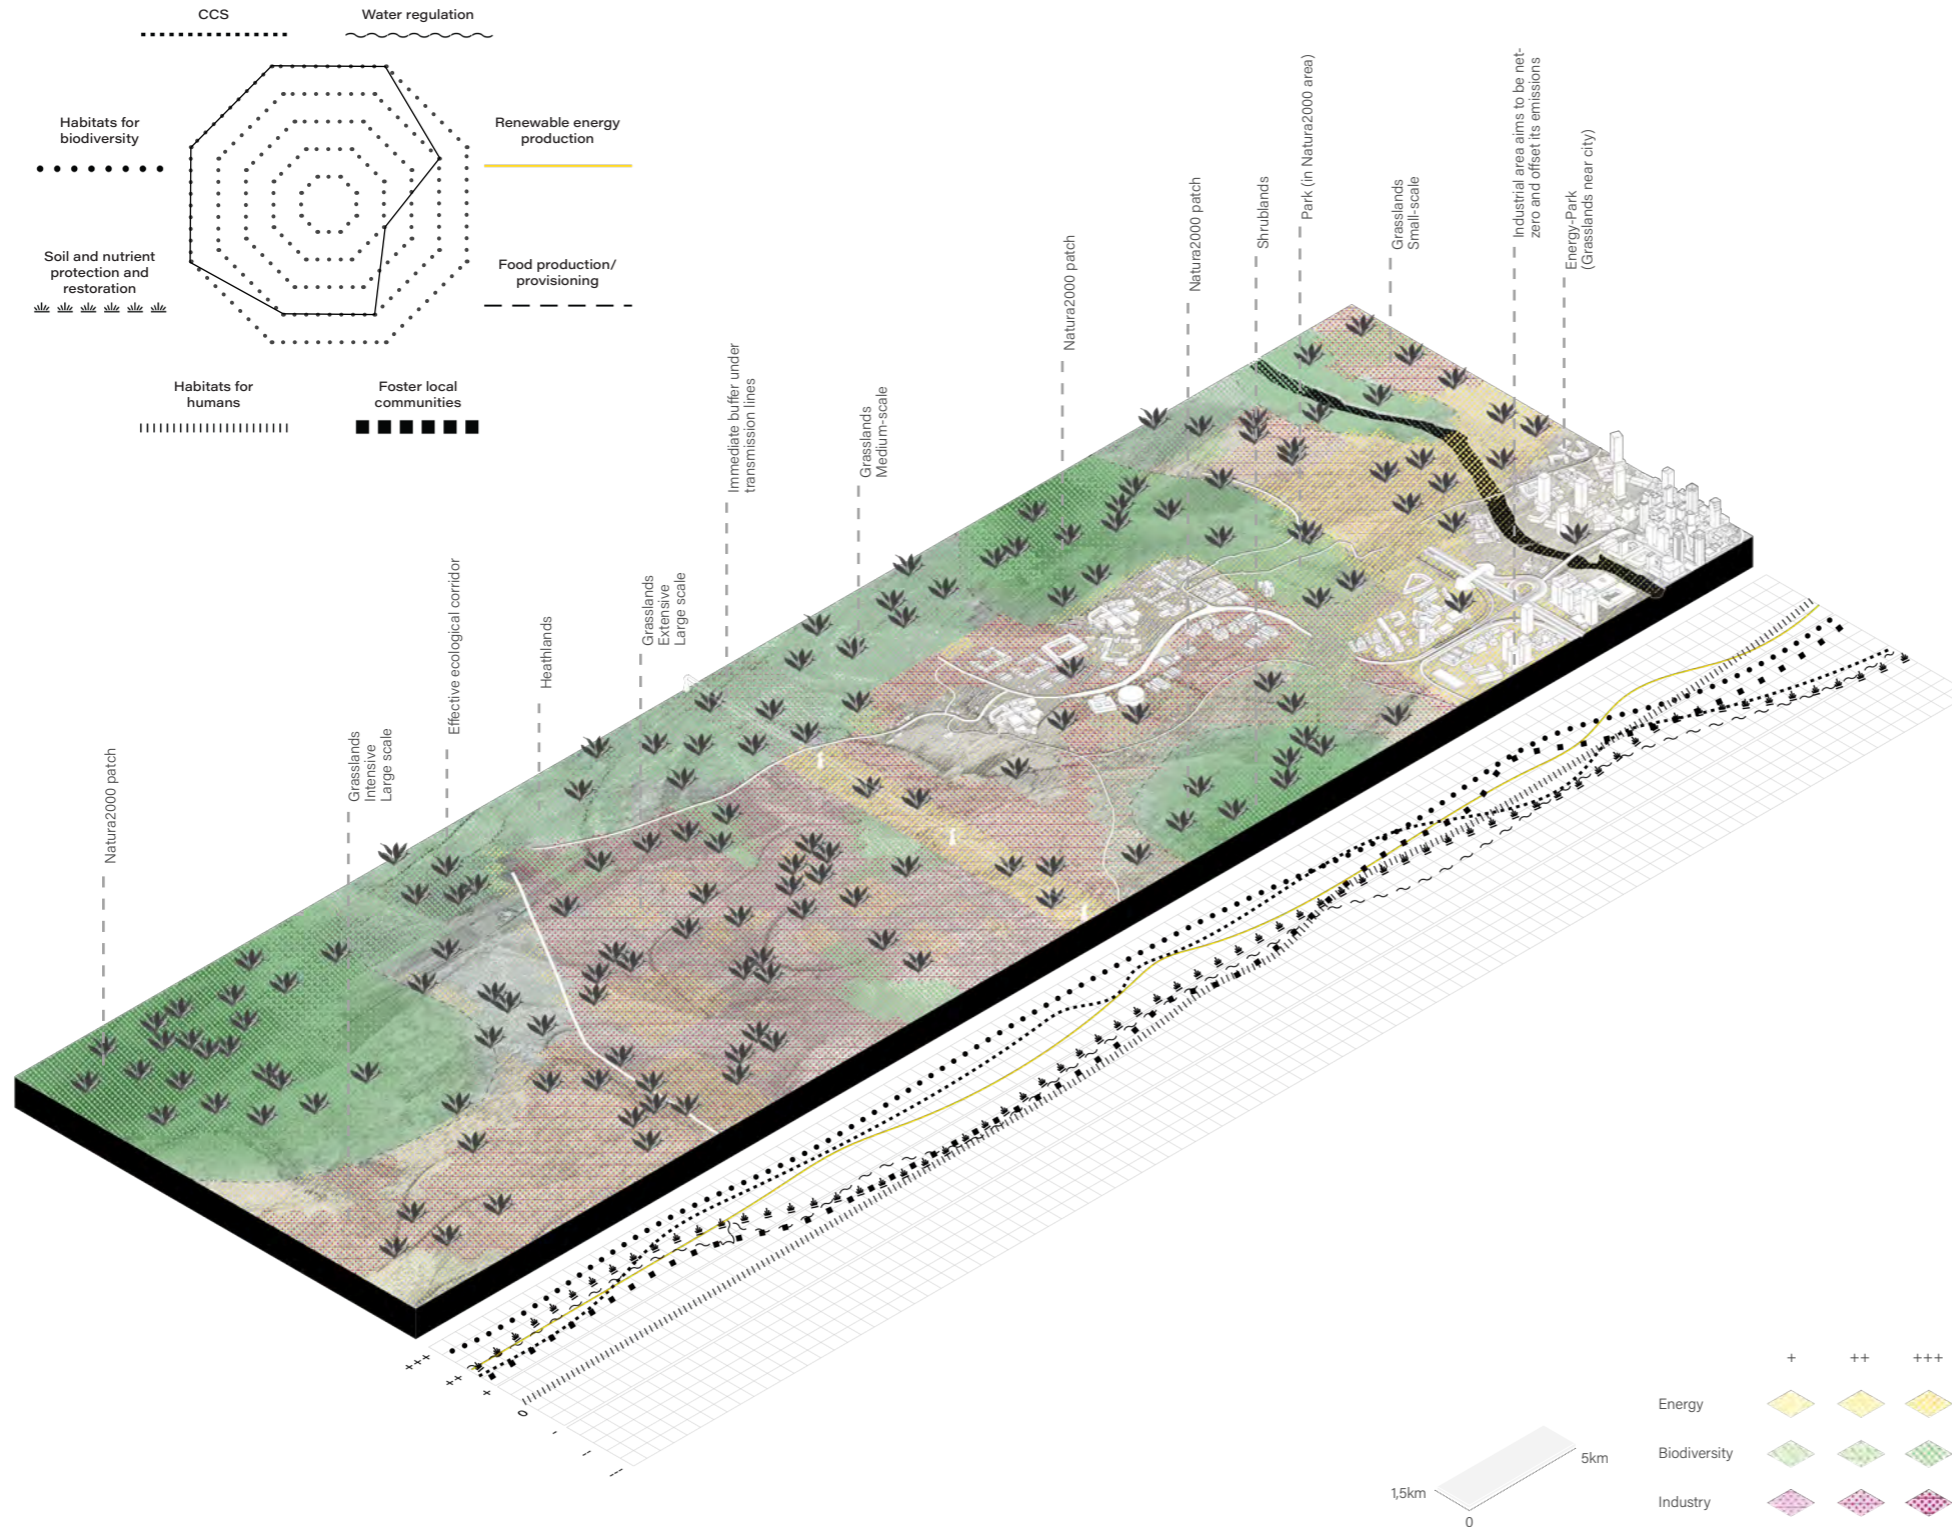 CCS
Water regulation
Habitats for
biodiversity
Renewable energy
production
Soil and nutrient
protection and
restoration
Food production/
provisioning
Habitats for
humans
Foster local
communities
Natura2000 patch
Grasslands
Intensive
Large scale
Effective ecological corridor
Heathlands
Grasslands
Extensive
Large scale
Immediate buffer under
transmission lines
Grasslands
Medium-scale
Natura2000 patch
Natura2000 patch
Shrublands
Park (in Natura2000 area)
Grasslands
Small-scale
Industrial area aims to be net-
zero and offset its emissions
Energy-Park
(Grasslands near city)
+++
++
+
0
-
--
---
+ ++ +++
Energy
Biodiversity
Industry
1,5km
0
5km